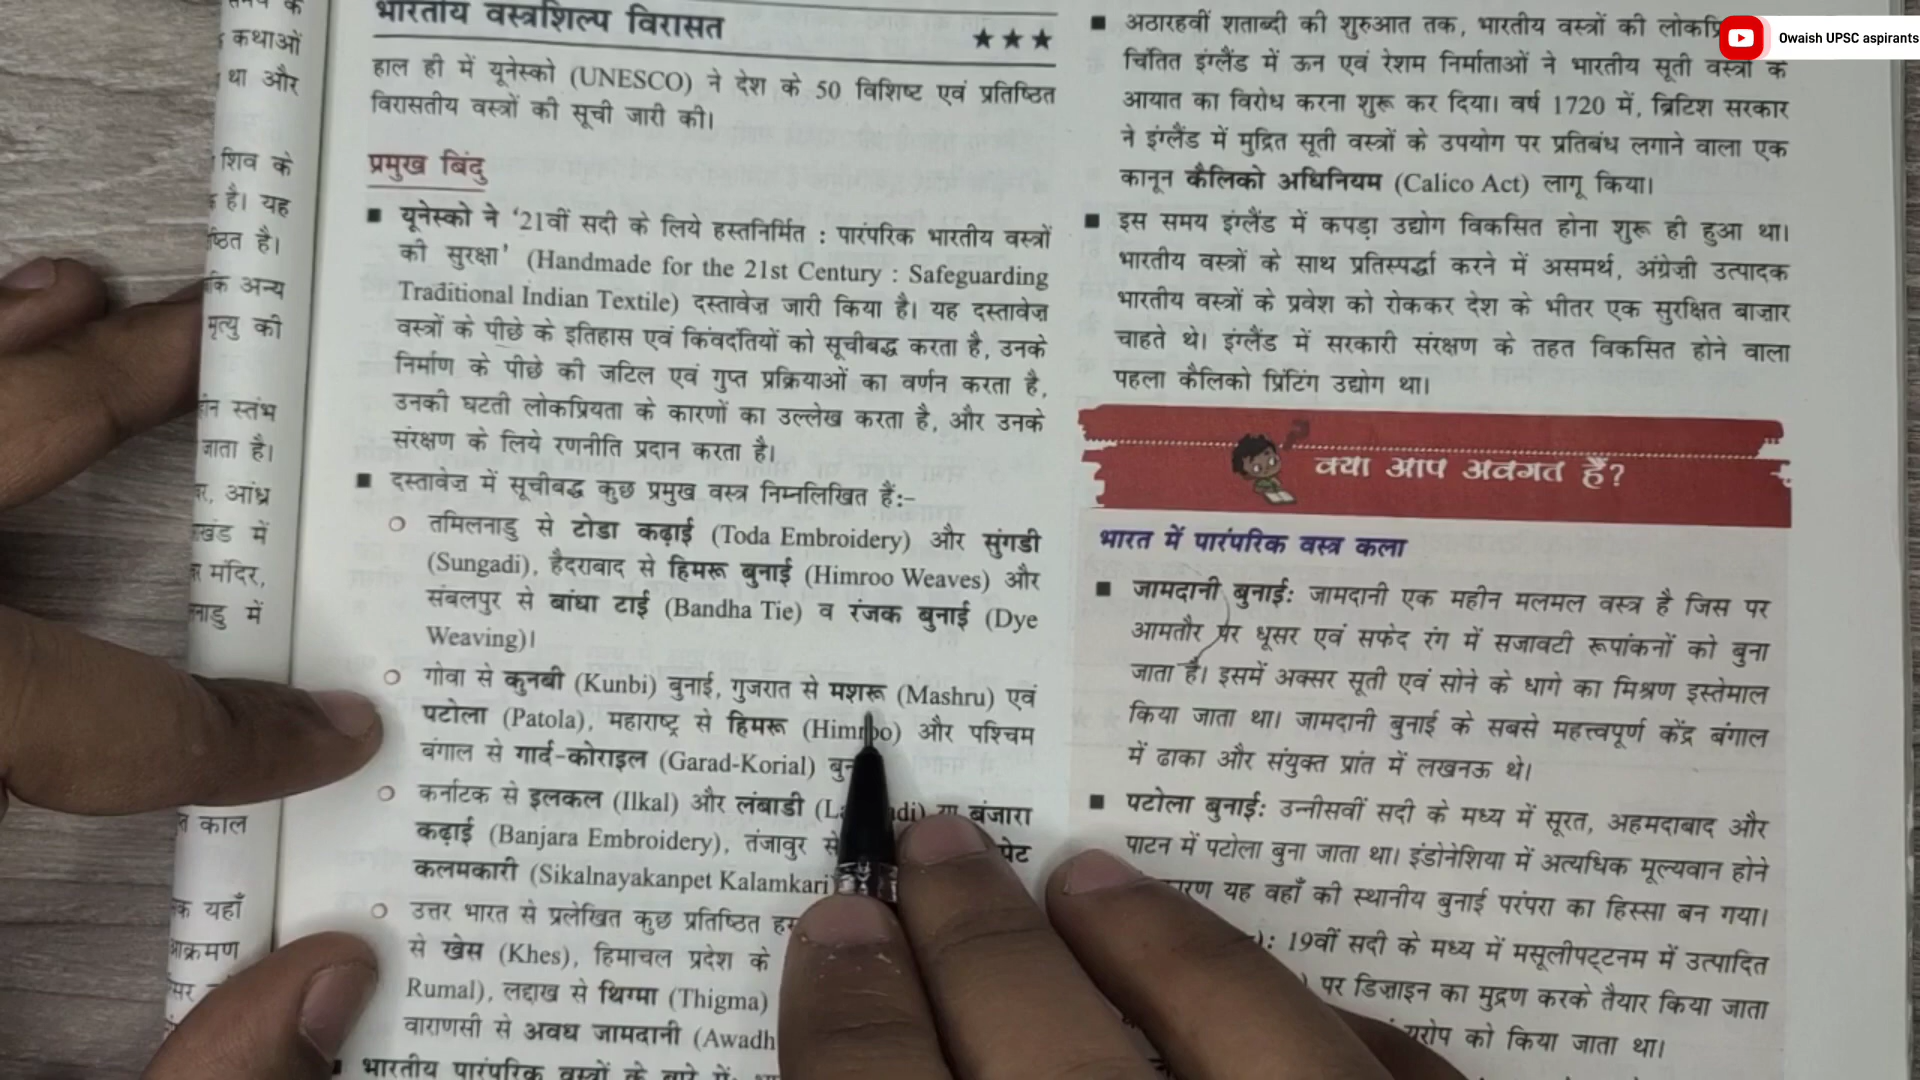 कथाओं
था और
शिव के
है। यह
अन्य
मृत्यु की
स्तंभ
जाता है।
आंध्र
में
मंदिर,
में
काल
यहाँ
आक्रमण
भारतीय वस्त्रशिल्प विरासत
★★★
हाल ही में यूनेस्को (UNESCO) ने देश के 50 विशिष्ट एवं प्रतिष्ठित
विरासतीय वस्त्रों की सूची जारी की।
प्रमुख बिंदु
■ यूनेस्को ने ‘21वीं सदी के लिये हस्तनिर्मित : पारंपरिक भारतीय वस्त्रों
की सुरक्षा’ (Handmade for the 21st Century : Safeguarding
Traditional Indian Textile) दस्तावेज़ जारी किया है। यह दस्तावेज़
वस्त्रों के पीछे के इतिहास एवं किंवदंतियों को सूचीबद्ध करता है, उनके
निर्माण के पीछे की जटिल एवं गुप्त प्रक्रियाओं का वर्णन करता है,
उनकी घटती लोकप्रियता के कारणों का उल्लेख करता है, और उनके
संरक्षण के लिये रणनीति प्रदान करता है।
■ दस्तावेज़ में सूचीबद्ध कुछ प्रमुख वस्त्र निम्नलिखित हैं:-
○ तमिलनाडु से टोडा कढ़ाई (Toda Embroidery) और सुंगडी
(Sungadi), हैदराबाद से हिमरू बुनाई (Himroo Weaves) और
संबलपुर से बांधा टाई (Bandha Tie) व रंजक बुनाई (Dye
Weaving)।
○ गोवा से कुनबी (Kunbi) बुनाई, गुजरात से मशरू (Mashru) एवं
पटोला (Patola), महाराष्ट्र से हिमरू (Himroo) और पश्चिम
बंगाल से गार्द-कोराइल (Garad-Korial)
○ कर्नाटक से इलकल (Ilkal) और लंबाडी या बंजारा
कढ़ाई (Banjara Embroidery), तंजावुर से
कलमकारी (Sikalnayakanpet Kalamkari)
○ उत्तर भारत से प्रलेखित कुछ प्रतिष्ठित
से खेस (Khes), हिमाचल प्रदेश के
Rumal), लद्दाख से थिग्मा (Thigma)
वाराणसी से अवध जामदानी (Awadh
■ भारतीय पारंपरिक वस्त्रों के बारे में:
■ अठारहवीं शताब्दी की शुरुआत तक, भारतीय वस्त्रों की
चिंतित इंग्लैंड में ऊन एवं रेशम निर्माताओं ने भारतीय सूती वस्त्रों के
आयात का विरोध करना शुरू कर दिया। वर्ष 1720 में, ब्रिटिश सरकार
ने इंग्लैंड में मुद्रित सूती वस्त्रों के उपयोग पर प्रतिबंध लगाने वाला एक
कानून कैलिको अधिनियम (Calico Act) लागू किया।
■ इस समय इंग्लैंड में कपड़ा उद्योग विकसित होना शुरू ही हुआ था।
भारतीय वस्त्रों के साथ प्रतिस्पर्द्धा करने में असमर्थ, अंग्रेज़ी उत्पादक
भारतीय वस्त्रों के प्रवेश को रोककर देश के भीतर एक सुरक्षित बाज़ार
चाहते थे। इंग्लैंड में सरकारी संरक्षण के तहत विकसित होने वाला
पहला कैलिको प्रिंटिंग उद्योग था।
क्या आप अवगत हैं?
भारत में पारंपरिक वस्त्र कला
■ जामदानी बुनाई: जामदानी एक महीन मलमल वस्त्र है जिस पर
आमतौर पर धूसर एवं सफेद रंग में सजावटी रूपांकनों को बुना
जाता है। इसमें अक्सर सूती एवं सोने के धागे का मिश्रण इस्तेमाल
किया जाता था। जामदानी बुनाई के सबसे महत्त्वपूर्ण केंद्र बंगाल
में ढाका और संयुक्त प्रांत में लखनऊ थे।
■ पटोला बुनाई: उन्नीसवीं सदी के मध्य में सूरत, अहमदाबाद और
पाटन में पटोला बुना जाता था। इंडोनेशिया में अत्यधिक मूल्यवान होने
यह वहाँ की स्थानीय बुनाई परंपरा का हिस्सा बन गया।
19वीं सदी के मध्य में मसूलीपट्टनम में उत्पादित
पर डिज़ाइन का मुद्रण करके तैयार किया जाता
यूरोप को किया जाता था।
Owaish UPSC aspirants